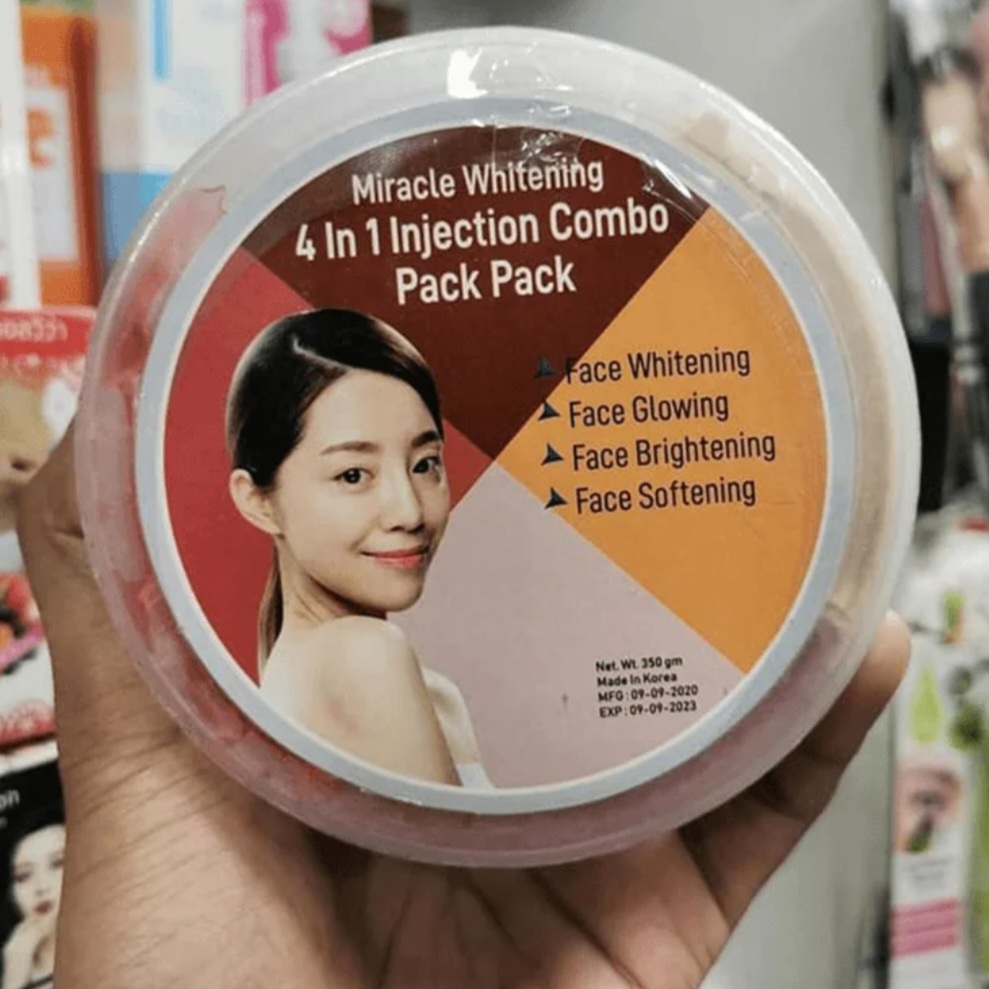 Miracle Whitening
4 In 1 Injection Combo
Pack Pack
Face Whitening
Face Glowing
Face Brightening
Face Softening
Net. Wt. 350 gm
Made In Korea
MFG : 09-09-2020
EXP : 09-09-2023